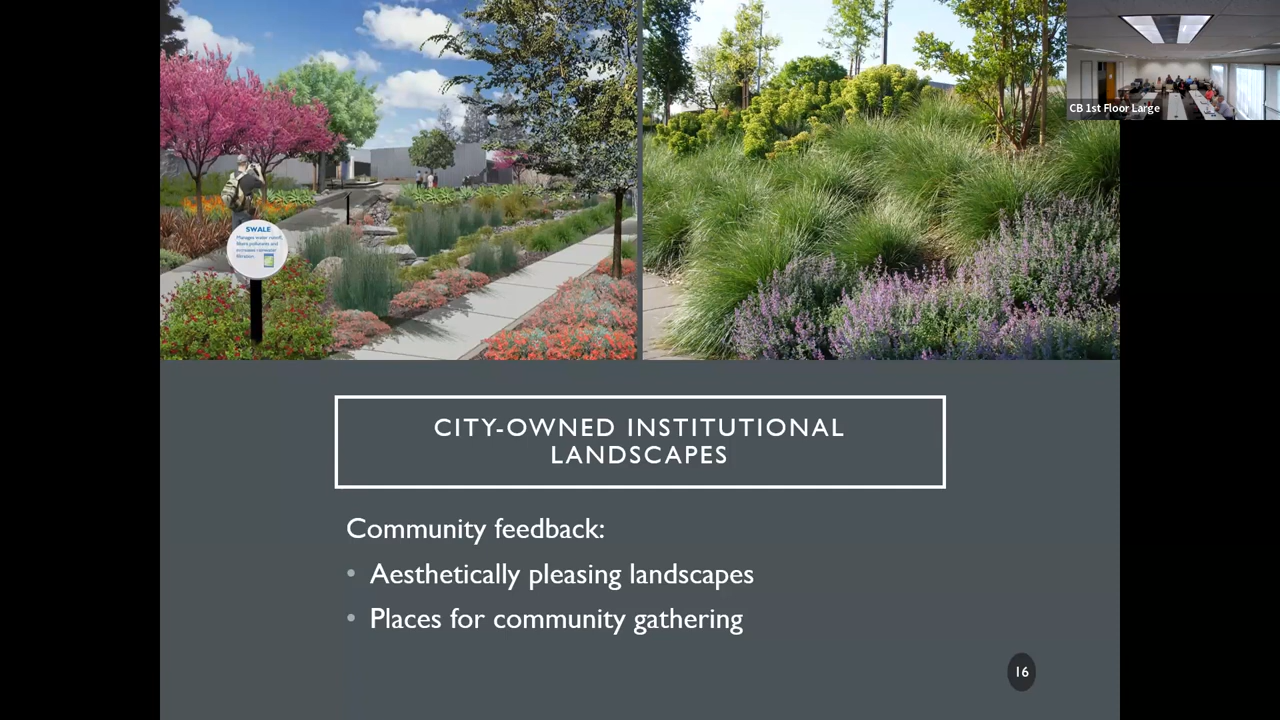 CB 1st Floor Large
SWALE
CITY-OWNED INSTITUTIONAL
LANDSCAPES
Community feedback:
• Aesthetically pleasing landscapes
• Places for community gathering
16